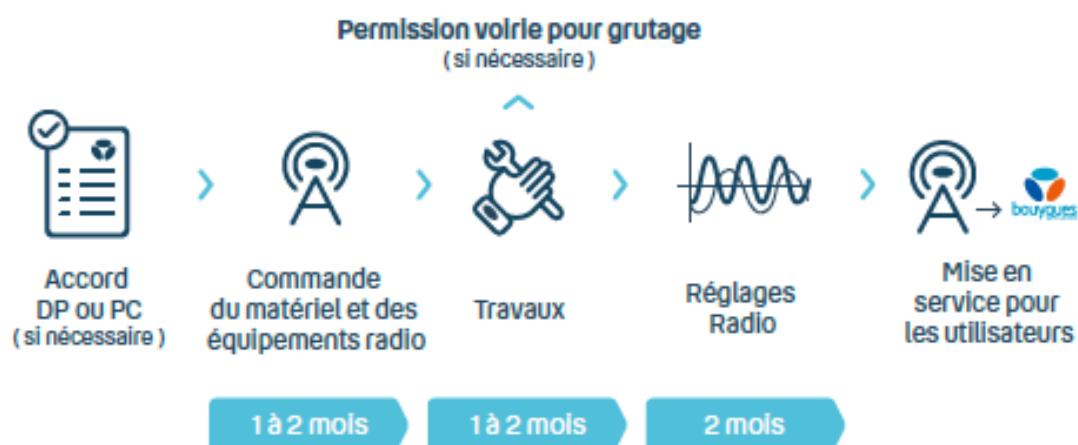 Permission voirie pour grutage
( si nécessaire )
Accord
DP ou PC
( si nécessaire )
Commande
du matériel et des
équipements radio
Travaux
Réglages
Radio
bouygues
Mise en
service pour
les utilisateurs
1 à 2 mois
1 à 2 mois
2 mois